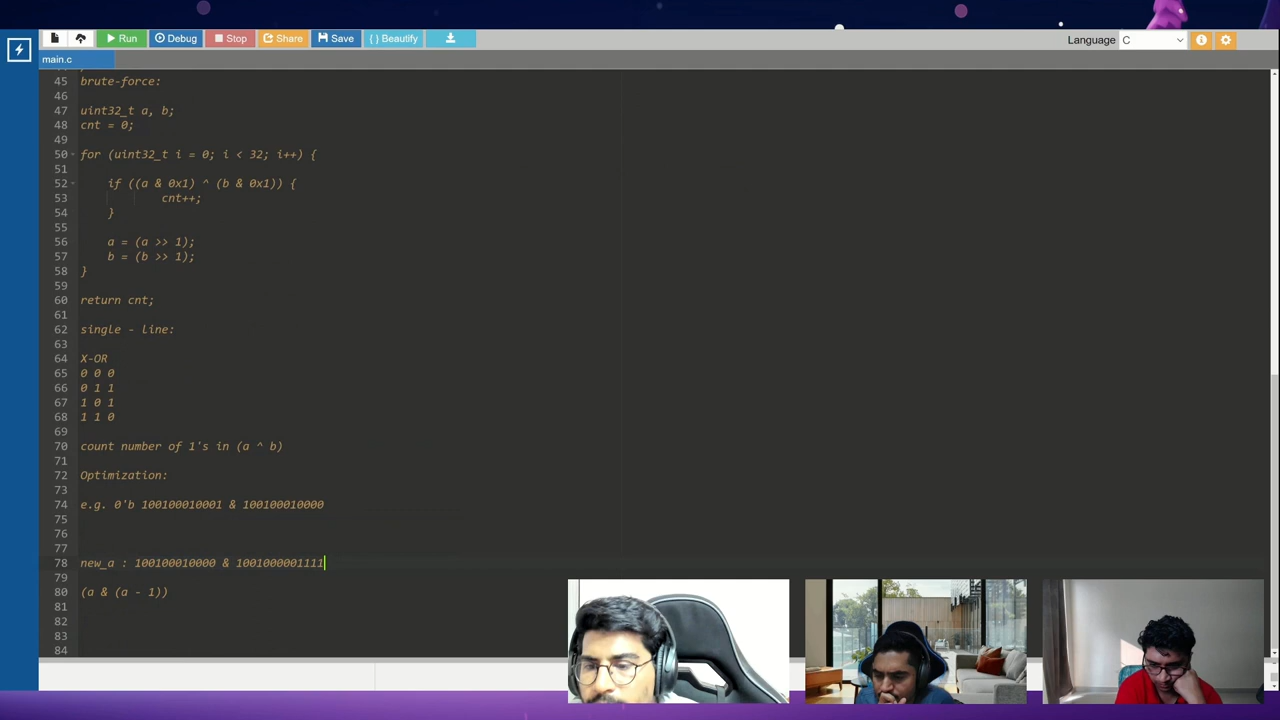 Run Debug Stop Share Save { } Beautify Language C
main.c
45 brute-force:
46
47 uint32_t a, b;
48 cnt = 0;
49
50 for (uint32_t i = 0; i < 32; i++) {
51
52 if ((a & 0x1) ^ (b & 0x1)) {
53 cnt++;
54 }
55
56 a = (a >> 1);
57 b = (b >> 1);
58 }
59
60 return cnt;
61
62 single - line:
63
64 X-OR
65 0 0 0
66 0 1 1
67 1 0 1
68 1 1 0
69
70 count number of 1's in (a ^ b)
71
72 Optimization:
73
74 e.g. 0'b 100100010001 & 100100010000
75
76
77
78 new_a : 100100010000 & 1001000001111
79
80 (a & (a - 1))
81
82
83
84